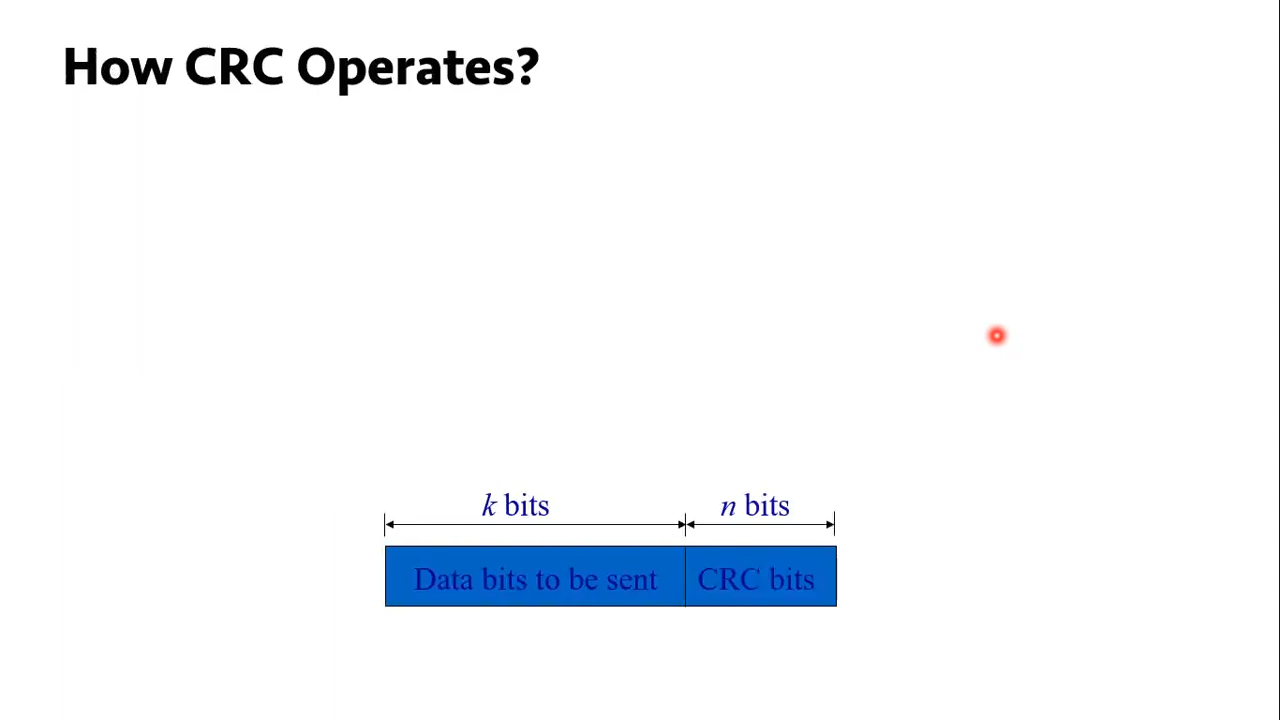 How CRC Operates?
k bits
n bits
Data bits to be sent
CRC bits